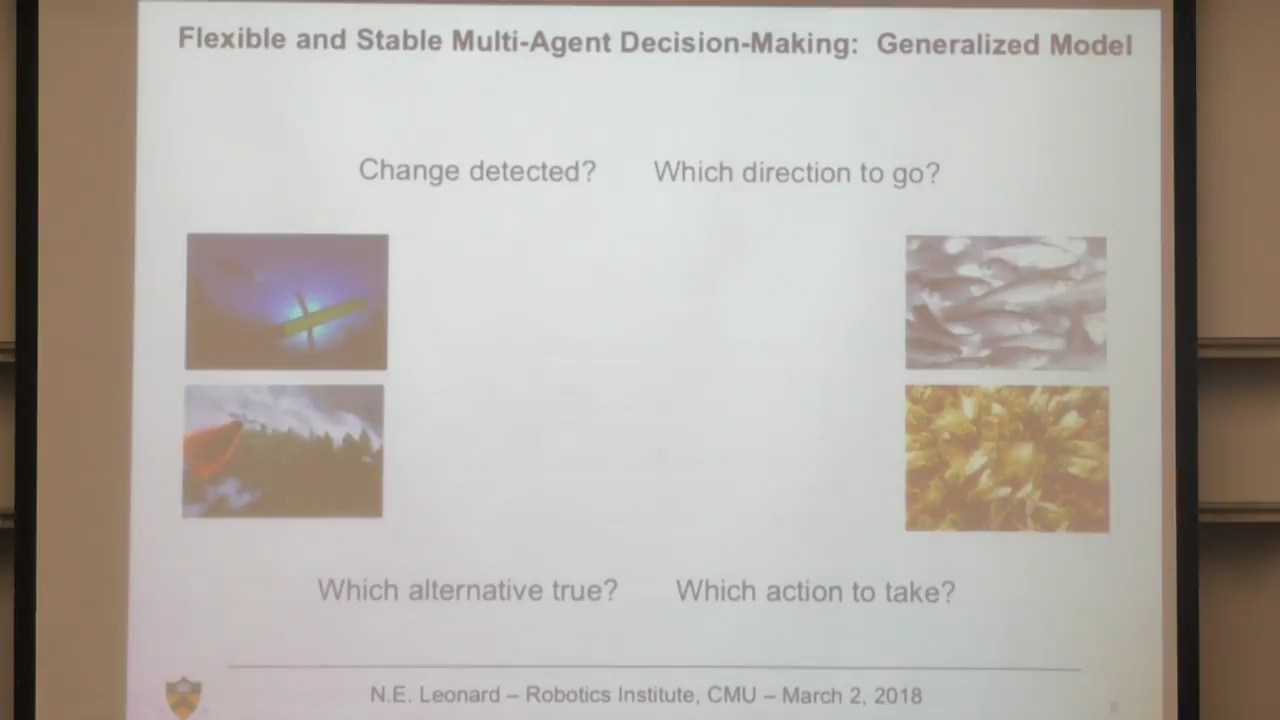 Flexible and Stable Multi-Agent Decision-Making: Generalized Model
Change detected? Which direction to go?
Which alternative true? Which action to take?
N.E. Leonard – Robotics Institute, CMU – March 2, 2018